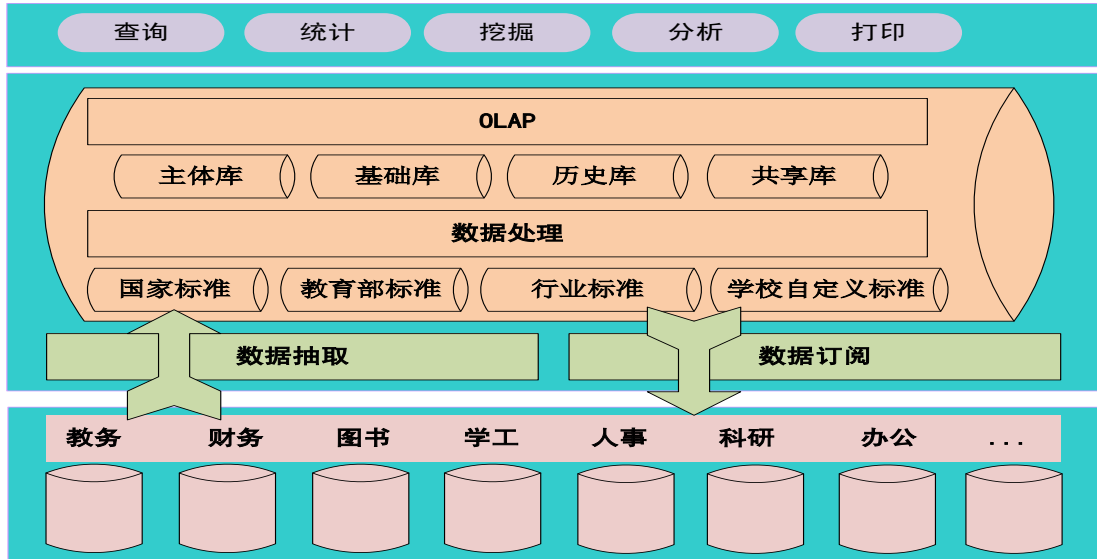 查询 统计 挖掘 分析 打印
OLAP
主体库 基础库 历史库 共享库
数据处理
国家标准 教育部标准 行业标准 学校自定义标准
数据抽取 数据订阅
教务 财务 图书 学工 人事 科研 办公 ...